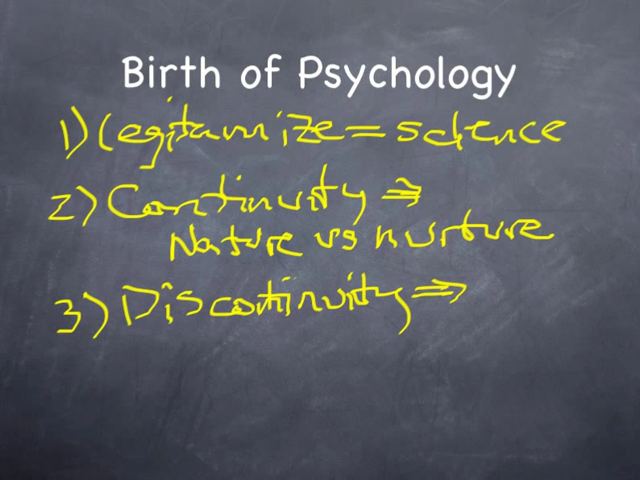 Birth of Psychology
1) Legitamize = science
2) Continuity ⇒
Nature vs nurture
3) Discontinuity ⇒